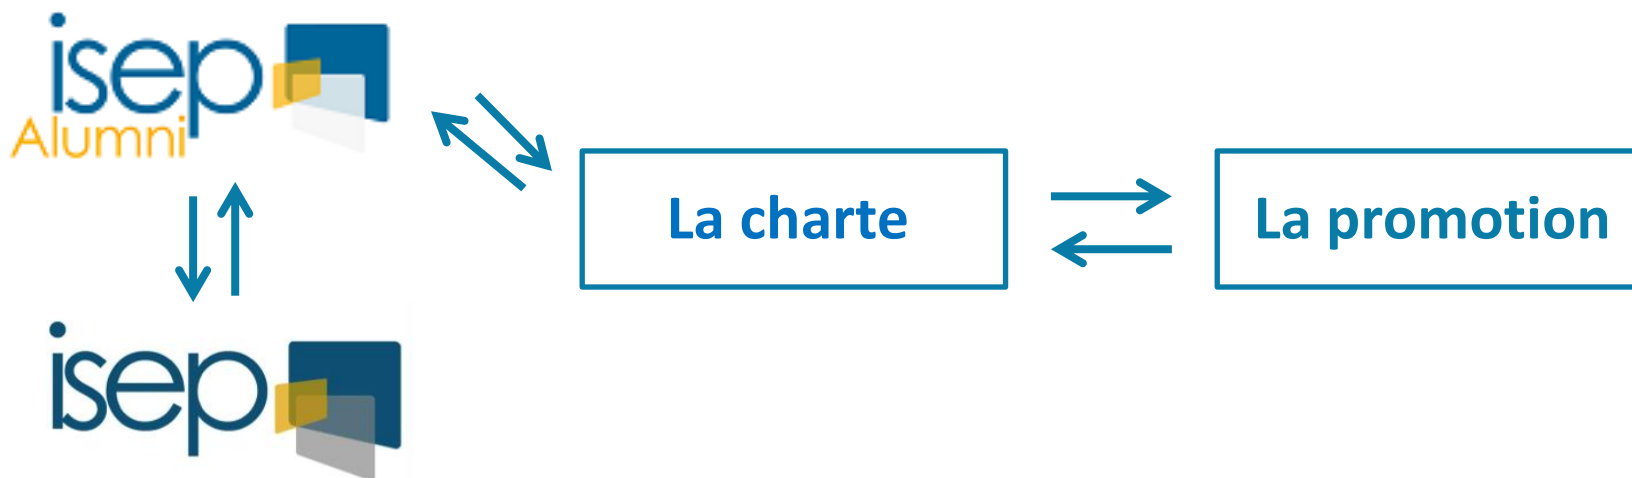 isep
Alumni
La charte
La promotion
isep